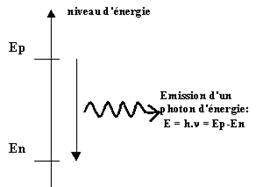 niveau d'énergie
Ep
Emission d'un
photon d'énergie:
E = h.ν = Ep-En
En